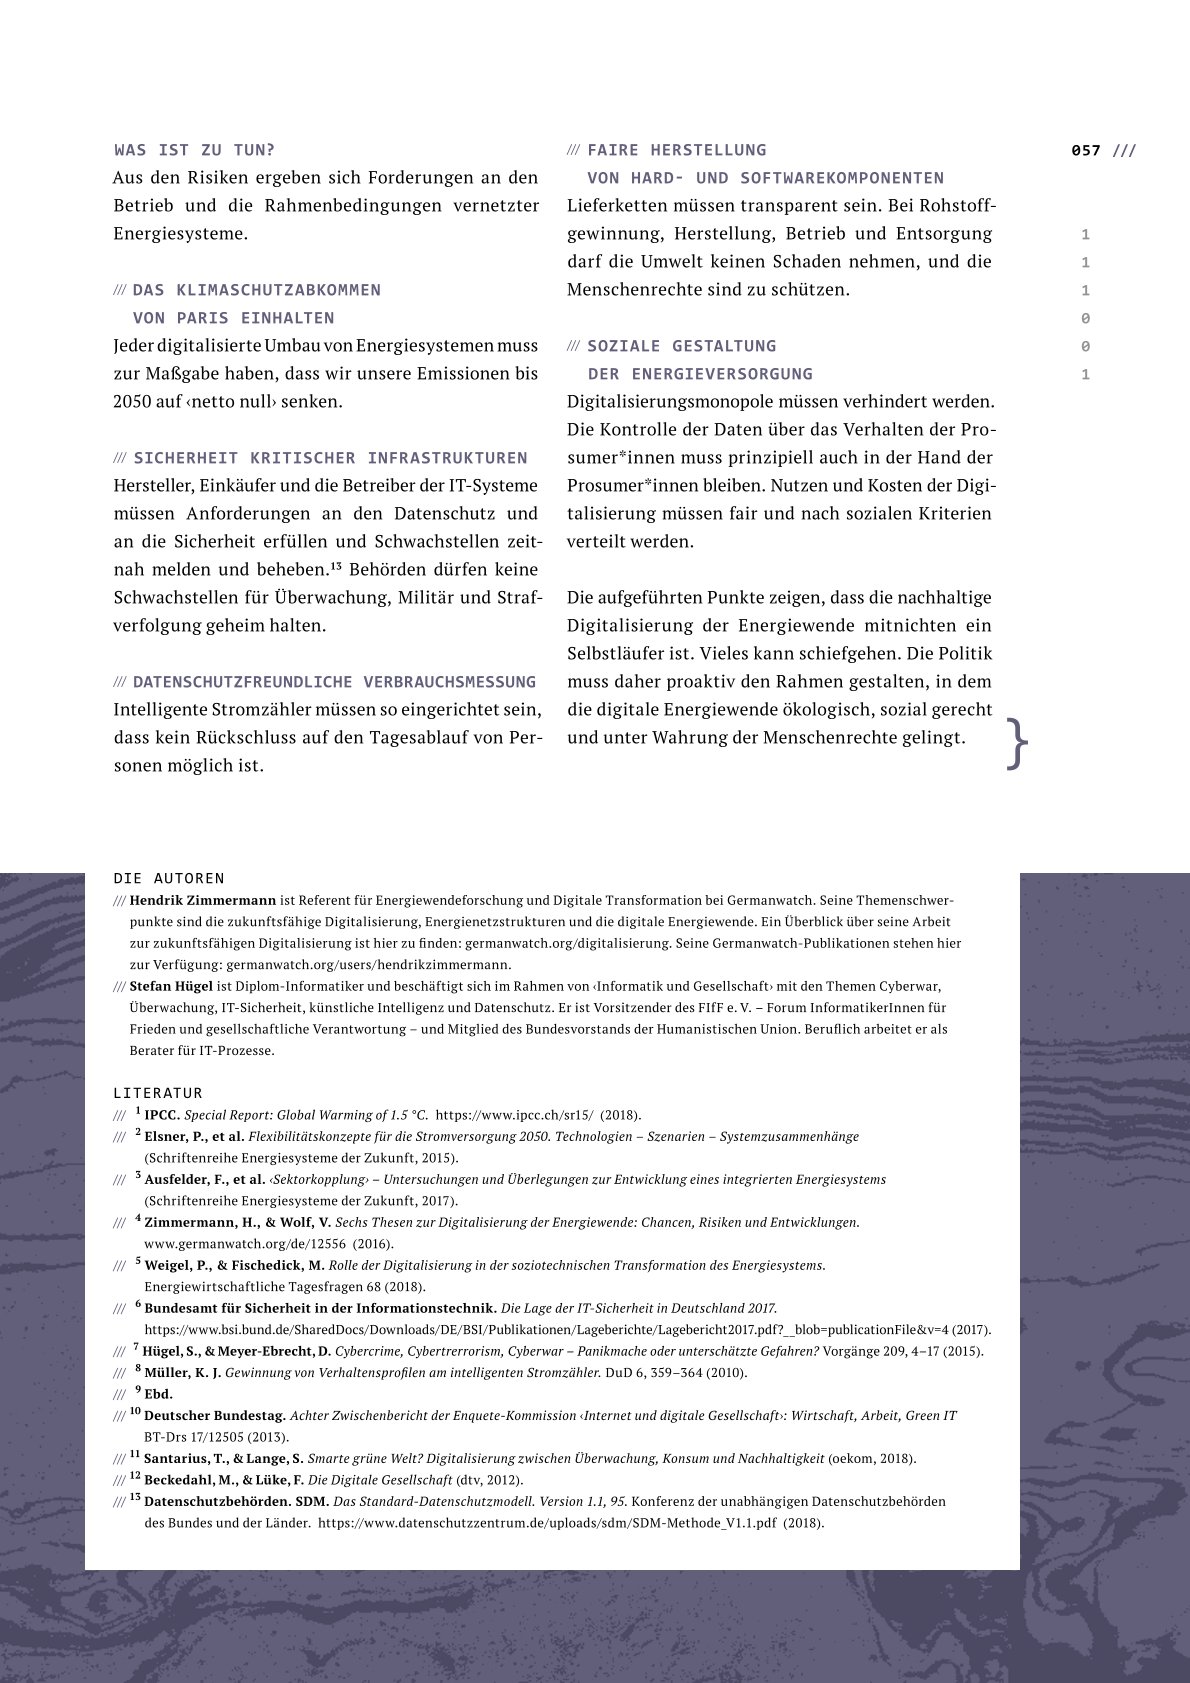 WAS IST ZU TUN?
Aus den Risiken ergeben sich Forderungen an den
Betrieb und die Rahmenbedingungen vernetzter
Energiesysteme.
/// DAS KLIMASCHUTZABKOMMEN
VON PARIS EINHALTEN
Jeder digitalisierte Umbau von Energiesystemen muss
zur Maßgabe haben, dass wir unsere Emissionen bis
2050 auf ‹netto null› senken.
/// SICHERHEIT KRITISCHER INFRASTRUKTUREN
Hersteller, Einkäufer und die Betreiber der IT-Systeme
müssen Anforderungen an den Datenschutz und
an die Sicherheit erfüllen und Schwachstellen zeit-
nah melden und beheben.¹³ Behörden dürfen keine
Schwachstellen für Überwachung, Militär und Straf-
verfolgung geheim halten.
/// DATENSCHUTZFREUNDLICHE VERBRAUCHSMESSUNG
Intelligente Stromzähler müssen so eingerichtet sein,
dass kein Rückschluss auf den Tagesablauf von Per-
sonen möglich ist.
/// FAIRE HERSTELLUNG
VON HARD- UND SOFTWAREKOMPONENTEN
Lieferketten müssen transparent sein. Bei Rohstoff-
gewinnung, Herstellung, Betrieb und Entsorgung
darf die Umwelt keinen Schaden nehmen, und die
Menschenrechte sind zu schützen.
/// SOZIALE GESTALTUNG
DER ENERGIEVERSORGUNG
Digitalisierungsmonopole müssen verhindert werden.
Die Kontrolle der Daten über das Verhalten der Pro-
sumer*innen muss prinzipiell auch in der Hand der
Prosumer*innen bleiben. Nutzen und Kosten der Digi-
talisierung müssen fair und nach sozialen Kriterien
verteilt werden.
Die aufgeführten Punkte zeigen, dass die nachhaltige
Digitalisierung der Energiewende mitnichten ein
Selbstläufer ist. Vieles kann schiefgehen. Die Politik
muss daher proaktiv den Rahmen gestalten, in dem
die digitale Energiewende ökologisch, sozial gerecht
und unter Wahrung der Menschenrechte gelingt.
}
057 ///
1
1
1
0
0
1
DIE AUTOREN
/// Hendrik Zimmermann ist Referent für Energiewendeforschung und Digitale Transformation bei Germanwatch. Seine Themenschwer-
punkte sind die zukunftsfähige Digitalisierung, Energienetzstrukturen und die digitale Energiewende. Ein Überblick über seine Arbeit
zur zukunftsfähigen Digitalisierung ist hier zu finden: germanwatch.org/digitalisierung. Seine Germanwatch-Publikationen stehen hier
zur Verfügung: germanwatch.org/users/hendrikzimmermann.
/// Stefan Hügel ist Diplom-Informatiker und beschäftigt sich im Rahmen von ‹Informatik und Gesellschaft› mit den Themen Cyberwar,
Überwachung, IT-Sicherheit, künstliche Intelligenz und Datenschutz. Er ist Vorsitzender des FIfF e. V. – Forum InformatikerInnen für
Frieden und gesellschaftliche Verantwortung – und Mitglied des Bundesvorstands der Humanistischen Union. Beruflich arbeitet er als
Berater für IT-Prozesse.
LITERATUR
/// ¹ IPCC. Special Report: Global Warming of 1.5 °C. https://www.ipcc.ch/sr15/ (2018).
/// ² Elsner, P., et al. Flexibilitätskonzepte für die Stromversorgung 2050. Technologien – Szenarien – Systemzusammenhänge
(Schriftenreihe Energiesysteme der Zukunft, 2015).
/// ³ Ausfelder, F., et al. ‹Sektorkopplung› – Untersuchungen und Überlegungen zur Entwicklung eines integrierten Energiesystems
(Schriftenreihe Energiesysteme der Zukunft, 2017).
/// ⁴ Zimmermann, H., & Wolf, V. Sechs Thesen zur Digitalisierung der Energiewende: Chancen, Risiken und Entwicklungen.
www.germanwatch.org/de/12556 (2016).
/// ⁵ Weigel, P., & Fischedick, M. Rolle der Digitalisierung in der soziotechnischen Transformation des Energiesystems.
Energiewirtschaftliche Tagesfragen 68 (2018).
/// ⁶ Bundesamt für Sicherheit in der Informationstechnik. Die Lage der IT-Sicherheit in Deutschland 2017.
https://www.bsi.bund.de/SharedDocs/Downloads/DE/BSI/Publikationen/Lageberichte/Lagebericht2017.pdf?__blob=publicationFile&v=4 (2017).
/// ⁷ Hügel, S., & Meyer-Ebrecht, D. Cybercrime, Cybertrerrorism, Cyberwar – Panikmache oder unterschätzte Gefahren? Vorgänge 209, 4–17 (2015).
/// ⁸ Müller, K. J. Gewinnung von Verhaltensprofilen am intelligenten Stromzähler. DuD 6, 359–364 (2010).
/// ⁹ Ebd.
/// ¹⁰ Deutscher Bundestag. Achter Zwischenbericht der Enquete-Kommission ‹Internet und digitale Gesellschaft›: Wirtschaft, Arbeit, Green IT
BT-Drs 17/12505 (2013).
/// ¹¹ Santarius, T., & Lange, S. Smarte grüne Welt? Digitalisierung zwischen Überwachung, Konsum und Nachhaltigkeit (oekom, 2018).
/// ¹² Beckedahl, M., & Lüke, F. Die Digitale Gesellschaft (dtv, 2012).
/// ¹³ Datenschutzbehörden. SDM. Das Standard-Datenschutzmodell. Version 1.1, 95. Konferenz der unabhängigen Datenschutzbehörden
des Bundes und der Länder. https://www.datenschutzzentrum.de/uploads/sdm/SDM-Methode_V1.1.pdf (2018).